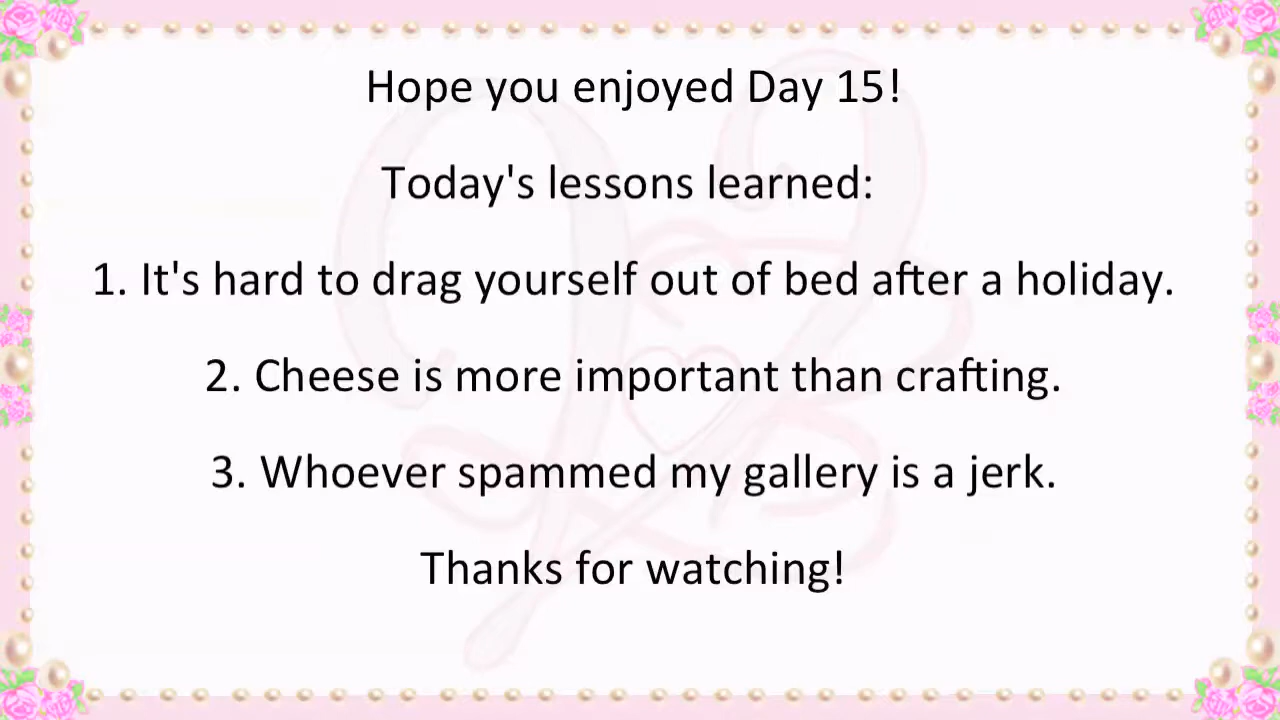 Hope you enjoyed Day 15!
Today's lessons learned:
1. It's hard to drag yourself out of bed after a holiday.
2. Cheese is more important than crafting.
3. Whoever spammed my gallery is a jerk.
Thanks for watching!